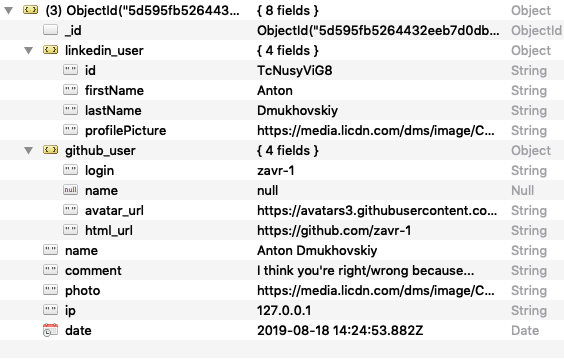 (3) ObjectId("5d595fb526443... { 8 fields } Object
_id ObjectId("5d595fb5264432eeb7d0db... ObjectId
linkedin_user { 4 fields } Object
"" id TcNusyViG8 String
"" firstName Anton String
"" lastName Dmukhovskiy String
"" profilePicture https://media.licdn.com/dms/image/C... String
github_user { 4 fields } Object
"" login zavr-1 String
null name null Null
"" avatar_url https://avatars3.githubusercontent.co... String
"" html_url https://github.com/zavr-1 String
"" name Anton Dmukhovskiy String
"" comment I think you're right/wrong because... String
"" photo https://media.licdn.com/dms/image/C... String
"" ip 127.0.0.1 String
date 2019-08-18 14:24:53.882Z Date